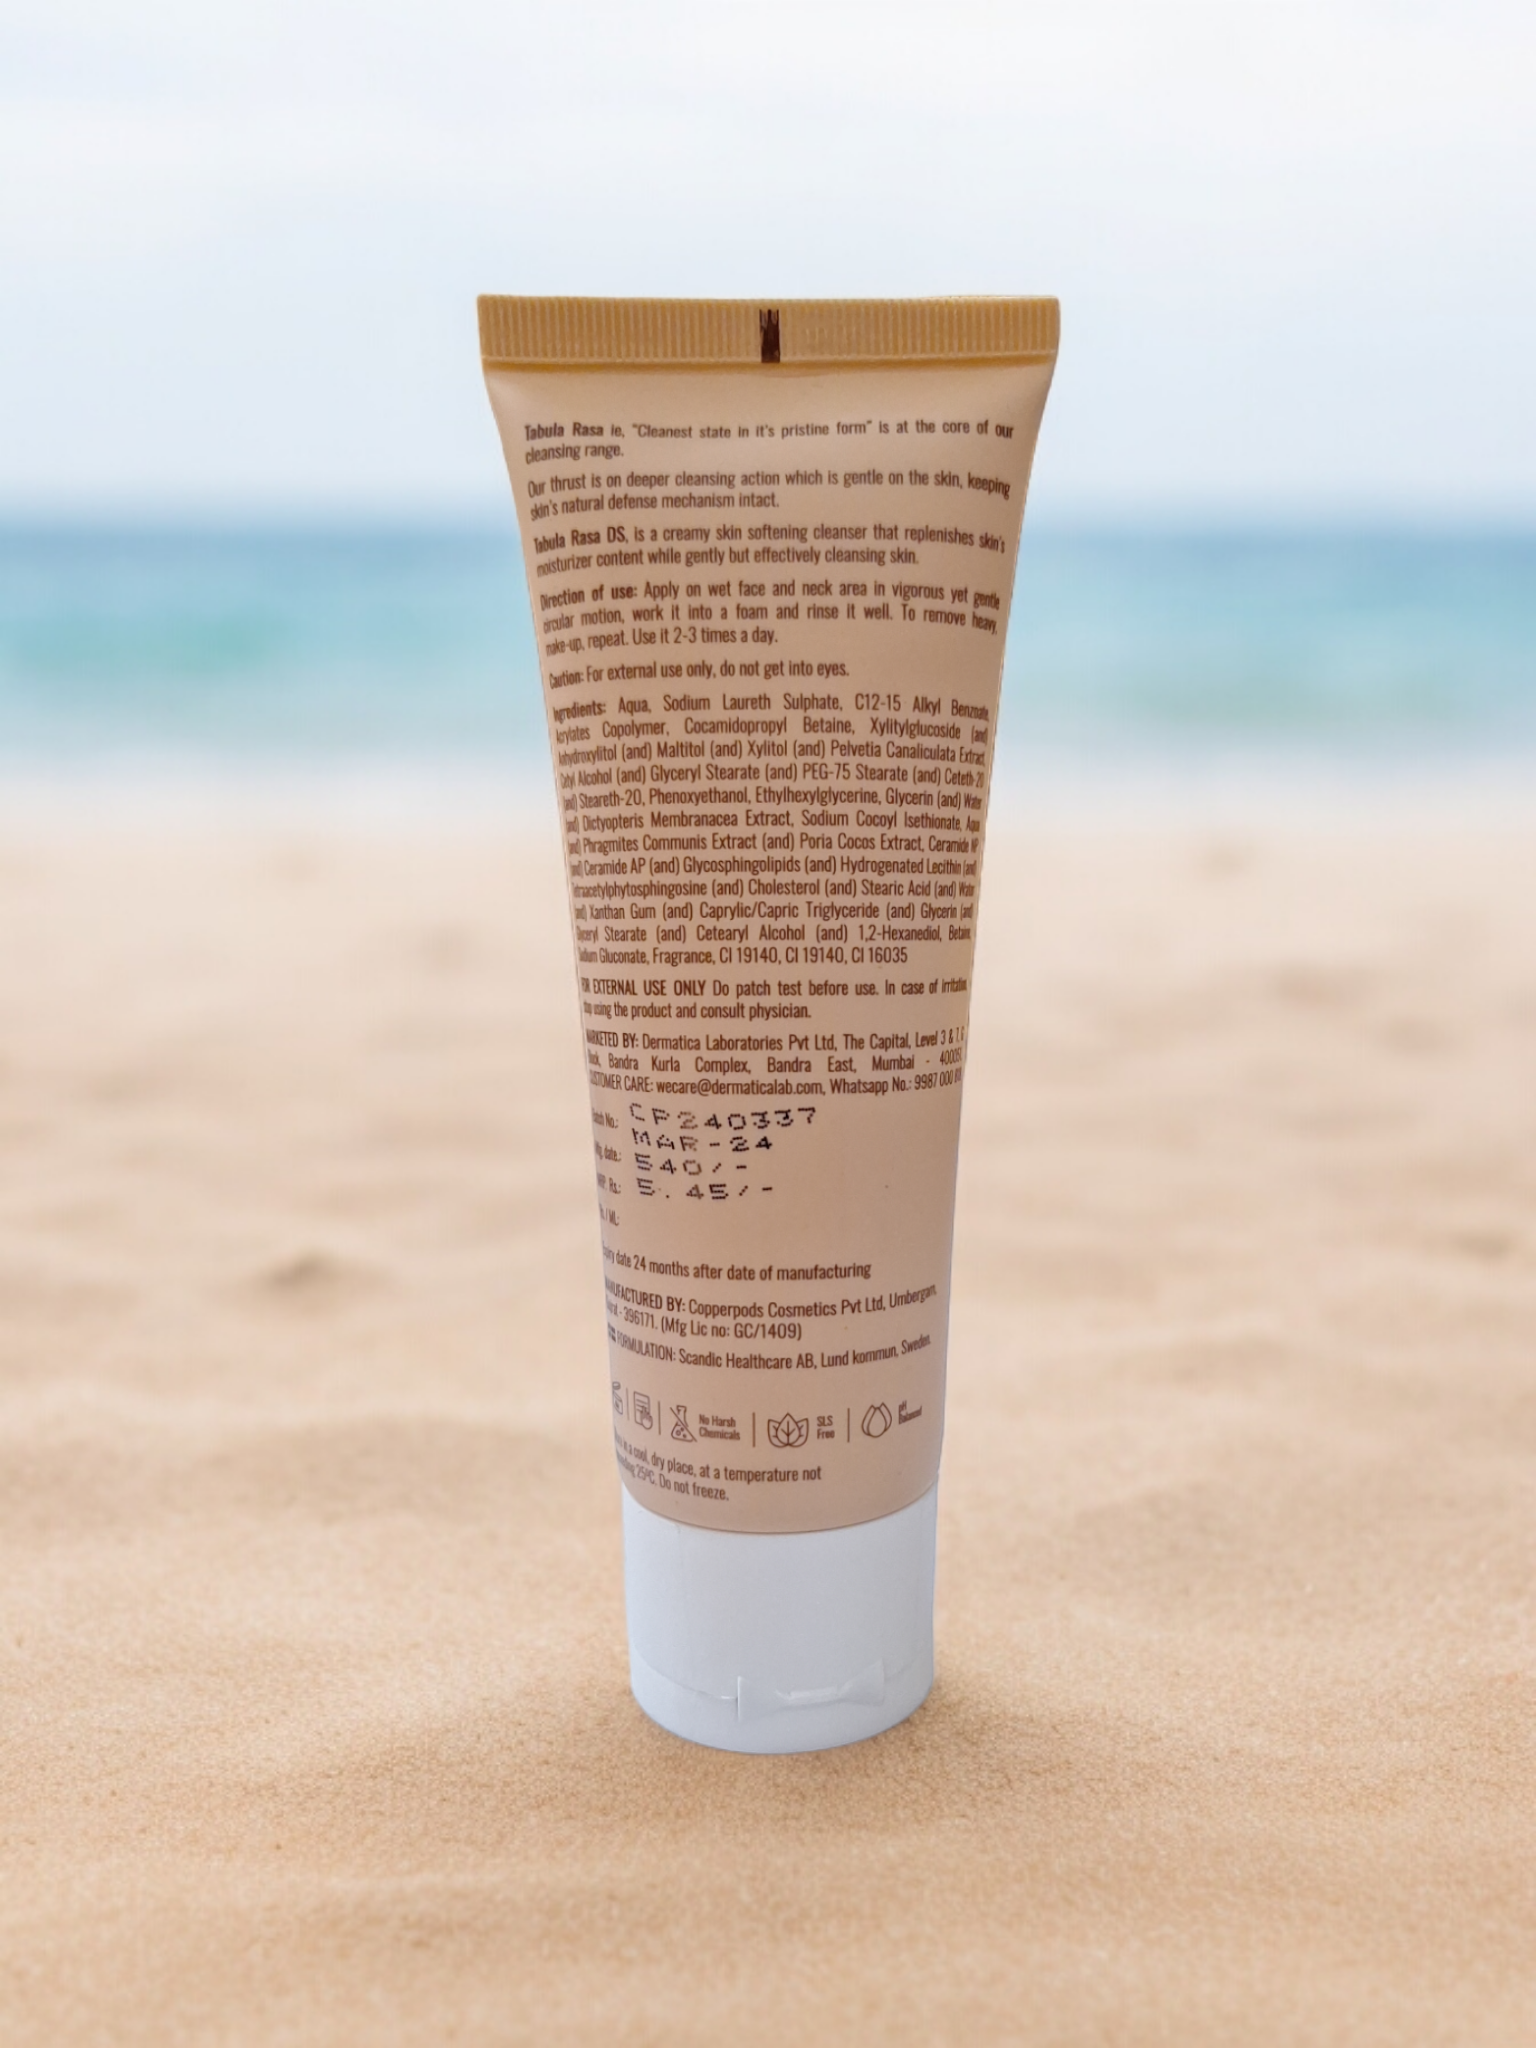 Tabula Rasa ie, "Cleanest state in it's pristine form" is at the core of our
cleansing range.
Our thrust is on deeper cleansing action which is gentle on the skin, keeping
skin's natural defense mechanism intact.
Tabula Rasa DS, is a creamy skin softening cleanser that replenishes skin's
moisturizer content while gently but effectively cleansing skin.
Direction of use: Apply on wet face and neck area in vigorous yet gentle
circular motion, work it into a foam and rinse it well. To remove heavy
make-up, repeat. Use it 2-3 times a day.
Caution: For external use only, do not get into eyes.
Ingredients: Aqua, Sodium Laureth Sulphate, C12-15 Alkyl Benzoate,
Acrylates Copolymer, Cocamidopropyl Betaine, Xylitylglucoside (and)
Anhydroxylitol (and) Maltitol (and) Xylitol (and) Pelvetia Canaliculata Extract,
Cetyl Alcohol (and) Glyceryl Stearate (and) PEG-75 Stearate (and) Ceteth-20
(and) Steareth-20, Phenoxyethanol, Ethylhexylglycerine, Glycerin (and) Water
(and) Dictyopteris Membranacea Extract, Sodium Cocoyl Isethionate, Aqua
(and) Phragmites Communis Extract (and) Poria Cocos Extract, Ceramide NP
(and) Ceramide AP (and) Glycosphingolipids (and) Hydrogenated Lecithin (and)
Tetraacetylphytosphingosine (and) Cholesterol (and) Stearic Acid (and) Water
(and) Xanthan Gum (and) Caprylic/Capric Triglyceride (and) Glycerin (and)
Glyceryl Stearate (and) Cetearyl Alcohol (and) 1,2-Hexanediol, Betaine,
Sodium Gluconate, Fragrance, CI 19140, CI 19140, CI 16035
FOR EXTERNAL USE ONLY Do patch test before use. In case of irritation,
stop using the product and consult physician.
MARKETED BY: Dermatica Laboratories Pvt Ltd, The Capital, Level 3 & 7, G
Block, Bandra Kurla Complex, Bandra East, Mumbai - 400051.
CUSTOMER CARE: wecare@dermaticalab.com, Whatsapp No.: 9987 000
Batch No.: CP240337
Mfg. date.: MAR-24
MRP. Rs.: 540/-
Rs. / ML: 5.45/-
Expiry date 24 months after date of manufacturing
MANUFACTURED BY: Copperpods Cosmetics Pvt Ltd, Umbergam,
396171. (Mfg Lic no: GC/1409)
FORMULATION: Scandic Healthcare AB, Lund kommun, Sweden.
No Harsh
Chemicals
SLS
Free
pH
Balanced
in a cool, dry place, at a temperature not
25°C. Do not freeze.